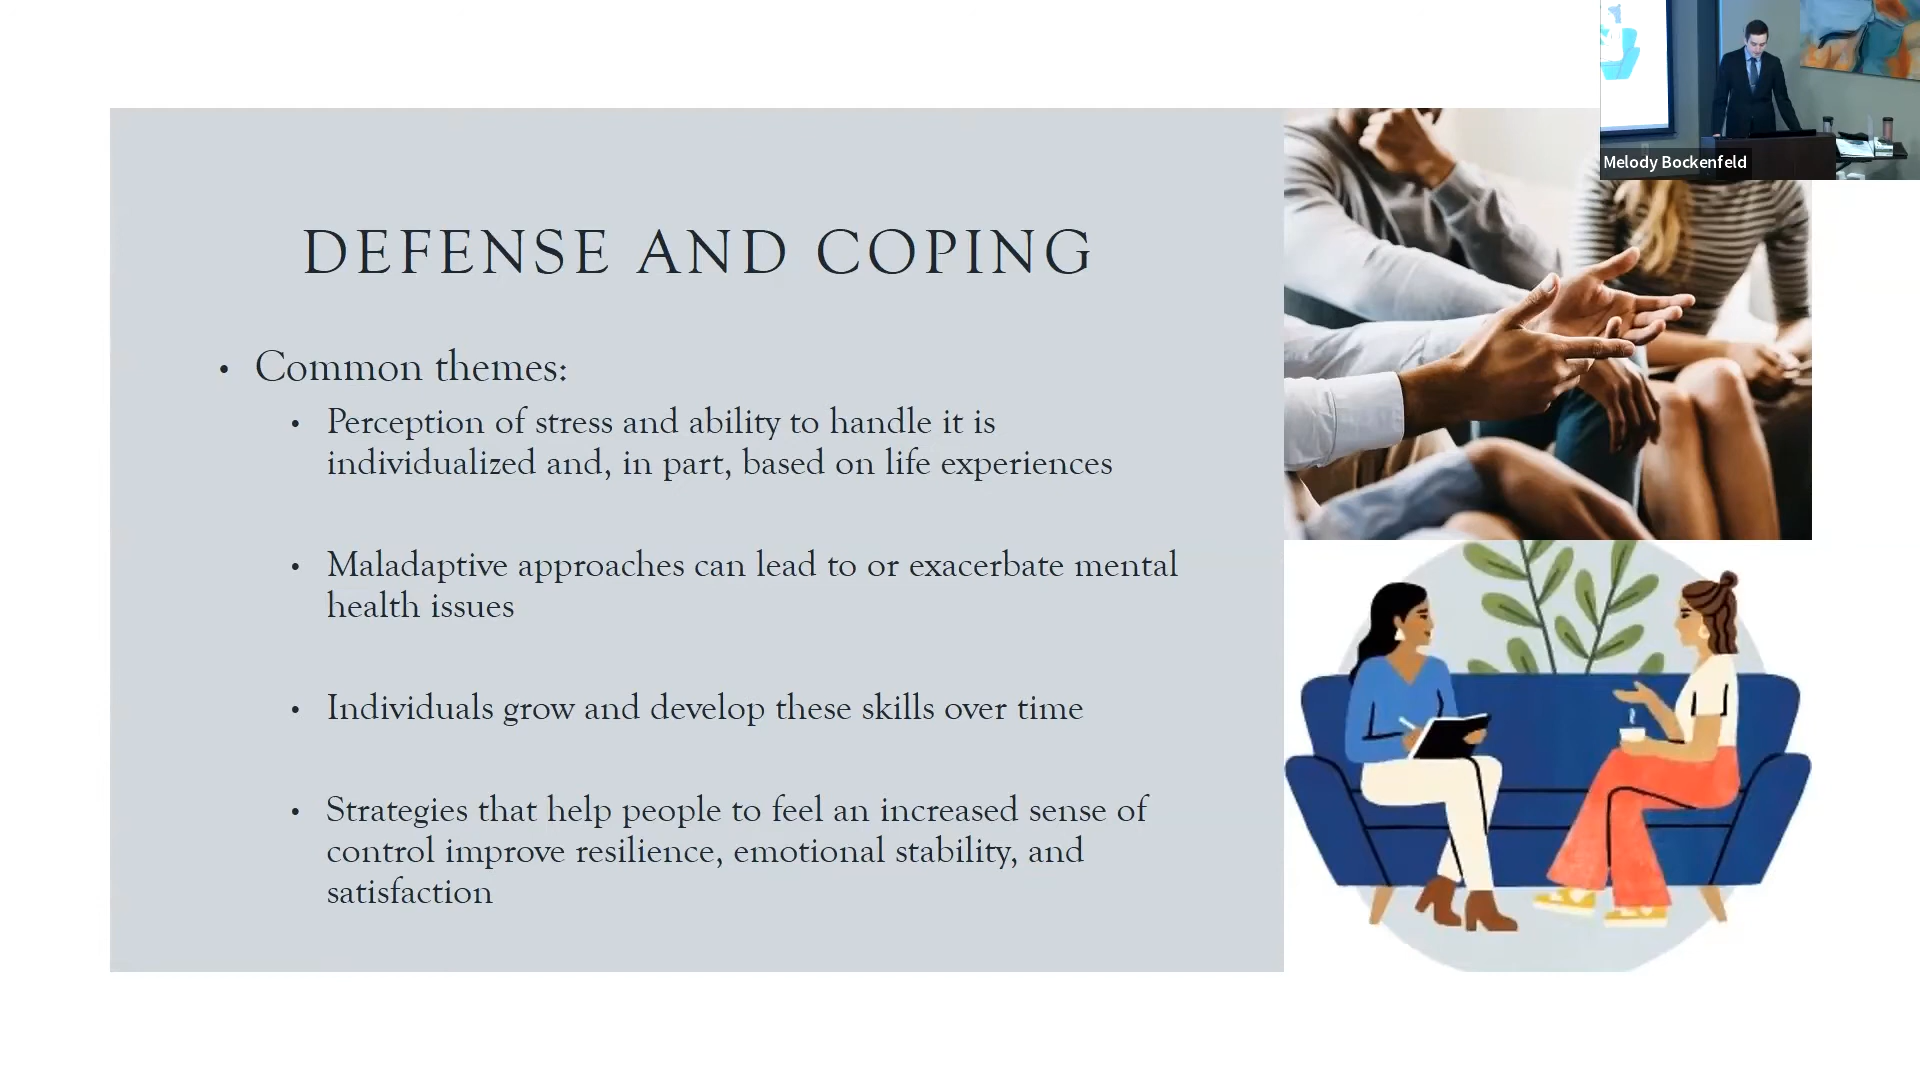 Melody Bockenfeld
DEFENSE AND COPING
• Common themes:
• Perception of stress and ability to handle it is
individualized and, in part, based on life experiences
• Maladaptive approaches can lead to or exacerbate mental
health issues
• Individuals grow and develop these skills over time
• Strategies that help people to feel an increased sense of
control improve resilience, emotional stability, and
satisfaction